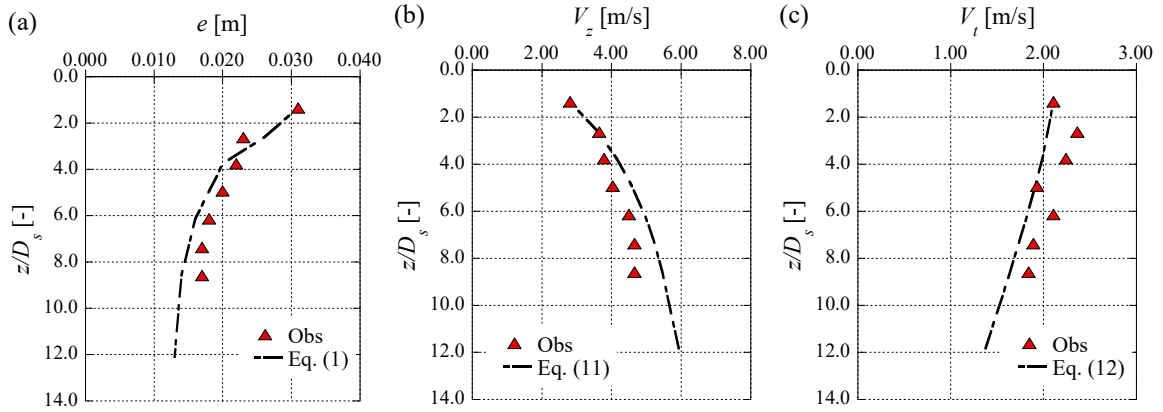 (a)
e [m]
0.000 0.010 0.020 0.030 0.040
0.0
2.0
4.0
6.0
8.0
10.0
12.0
14.0
z/D_s [-]
Obs
Eq. (1)
(b)
V_z [m/s]
0.00 2.00 4.00 6.00 8.00
0.0
2.0
4.0
6.0
8.0
10.0
12.0
14.0
z/D_s [-]
Obs
Eq. (11)
(c)
V_t [m/s]
0.00 1.00 2.00 3.00
0.0
2.0
4.0
6.0
8.0
10.0
12.0
14.0
z/D_s [-]
Obs
Eq. (12)